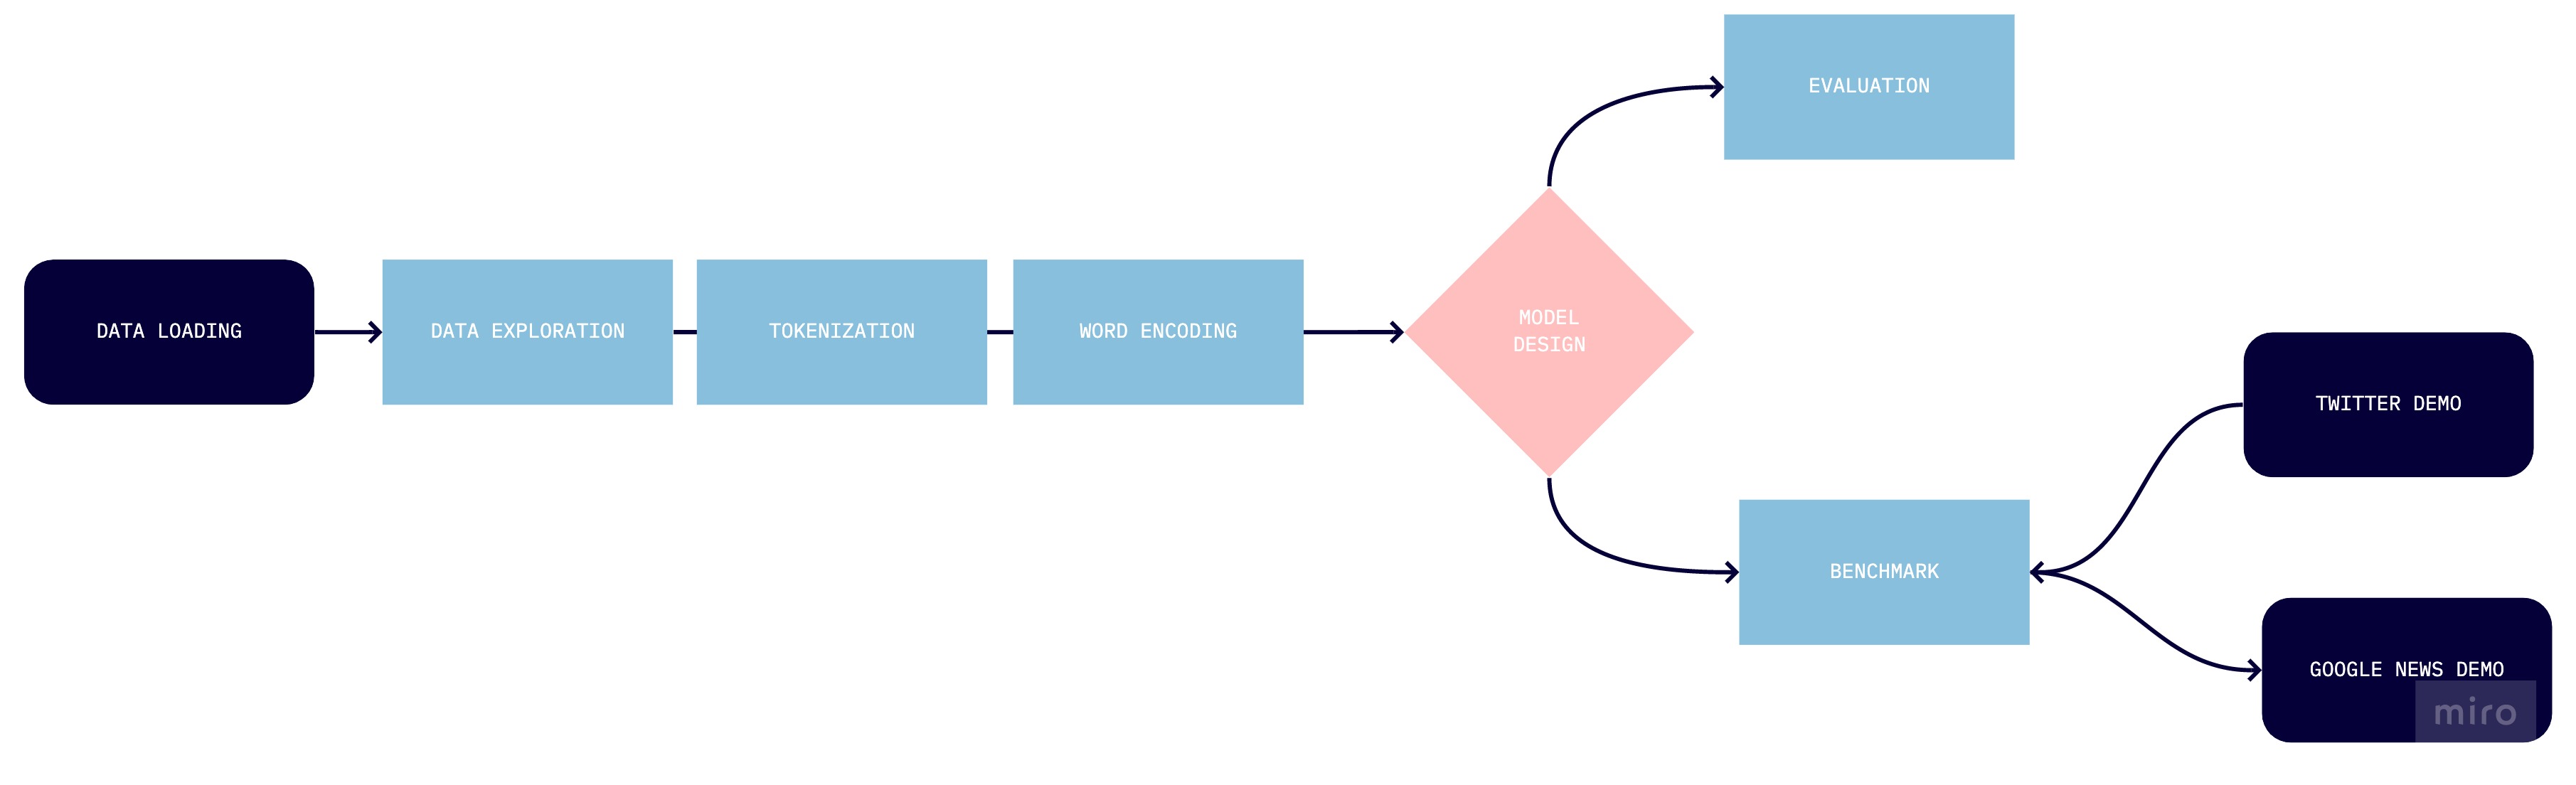 DATA LOADING
DATA EXPLORATION
TOKENIZATION
WORD ENCODING
MODEL
DESIGN
EVALUATION
BENCHMARK
TWITTER DEMO
GOOGLE NEWS DEMO
miro